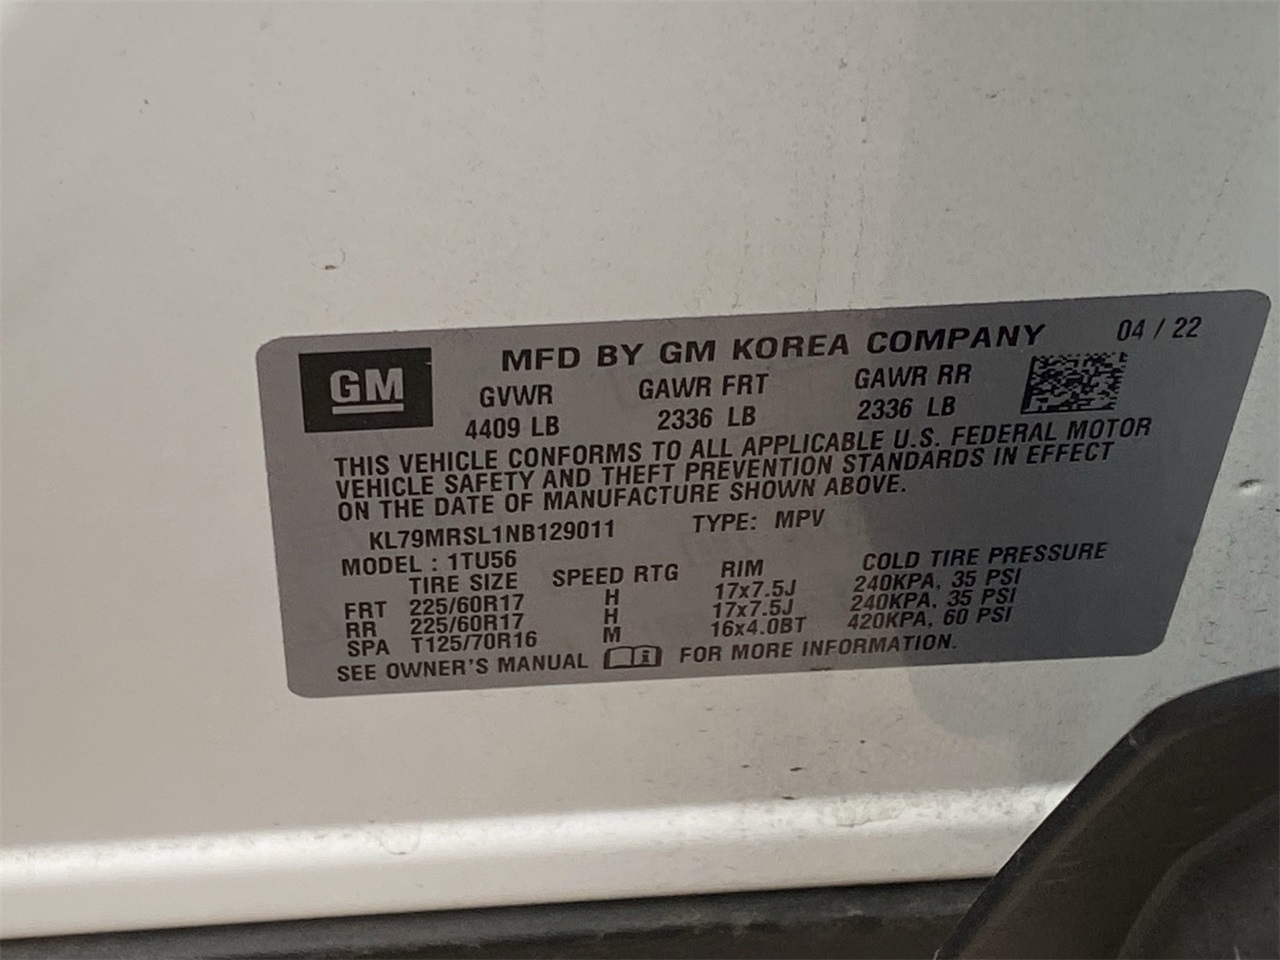 GM
MFD BY GM KOREA COMPANY 04 / 22
GVWR GAWR FRT GAWR RR
4409 LB 2336 LB 2336 LB
THIS VEHICLE CONFORMS TO ALL APPLICABLE U.S. FEDERAL MOTOR
VEHICLE SAFETY AND THEFT PREVENTION STANDARDS IN EFFECT
ON THE DATE OF MANUFACTURE SHOWN ABOVE.
KL79MRSL1NB129011 TYPE: MPV
MODEL : 1TU56
TIRE SIZE SPEED RTG RIM COLD TIRE PRESSURE
FRT 225/60R17 H 17x7.5J 240KPA, 35 PSI
RR 225/60R17 H 17x7.5J 240KPA, 35 PSI
SPA T125/70R16 M 16x4.0BT 420KPA, 60 PSI
SEE OWNER'S MANUAL FOR MORE INFORMATION.